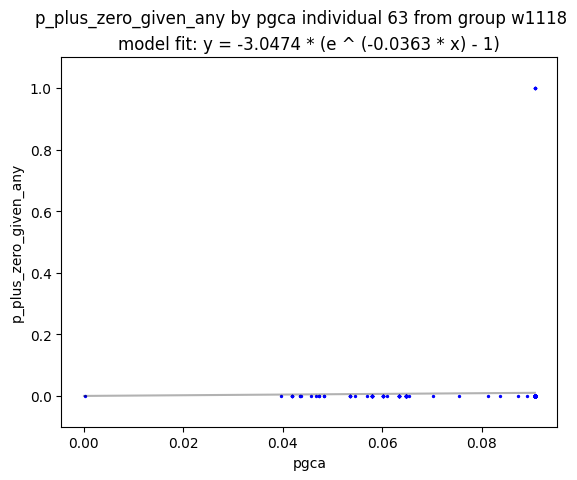 p_plus_zero_given_any by pgca individual 63 from group w1118
model fit: y = -3.0474 * (e ^ (-0.0363 * x) - 1)
1.0
0.8
0.6
0.4
0.2
0.0
p_plus_zero_given_any
0.00 0.02 0.04 0.06 0.08
pgca